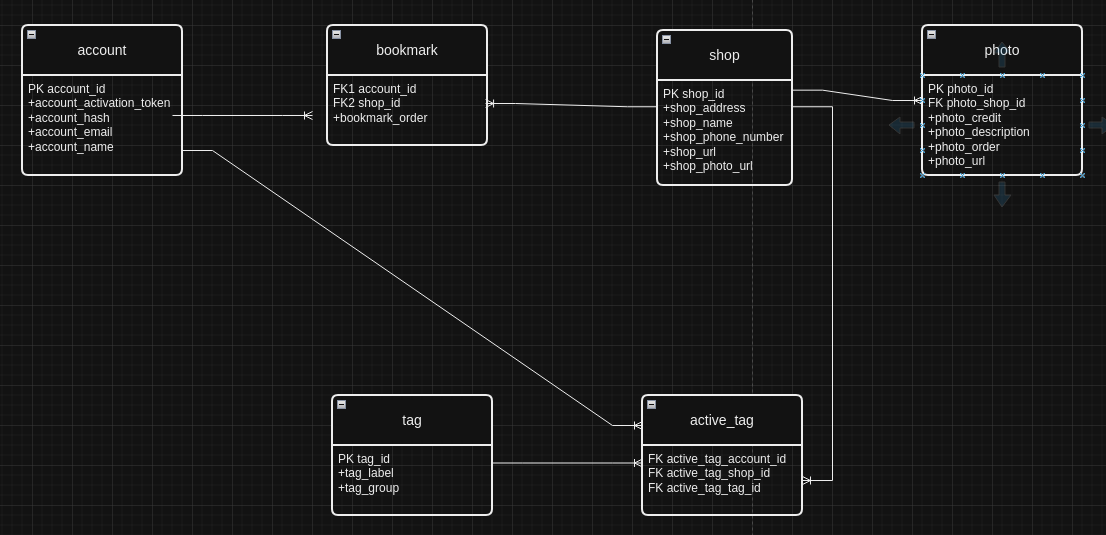 account
PK account_id
+account_activation_token
+account_hash
+account_email
+account_name
bookmark
FK1 account_id
FK2 shop_id
+bookmark_order
shop
PK shop_id
+shop_address
+shop_name
+shop_phone_number
+shop_url
+shop_photo_url
photo
PK photo_id
FK photo_shop_id
+photo_credit
+photo_description
+photo_order
+photo_url
tag
PK tag_id
+tag_label
+tag_group
active_tag
FK active_tag_account_id
FK active_tag_shop_id
FK active_tag_tag_id